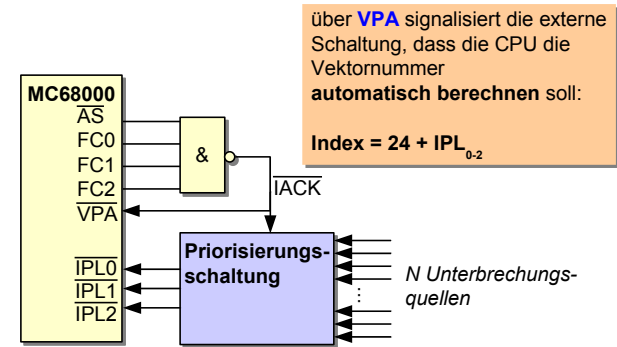 über VPA signalisiert die externe
Schaltung, dass die CPU die
Vektornummer
automatisch berechnen soll:
Index = 24 + IPL0-2
MC68000
AS
FC0
FC1
FC2
VPA
IPL0
IPL1
IPL2
&
IACK
Priorisierungs-
schaltung
N Unterbrechungs-
quellen
...